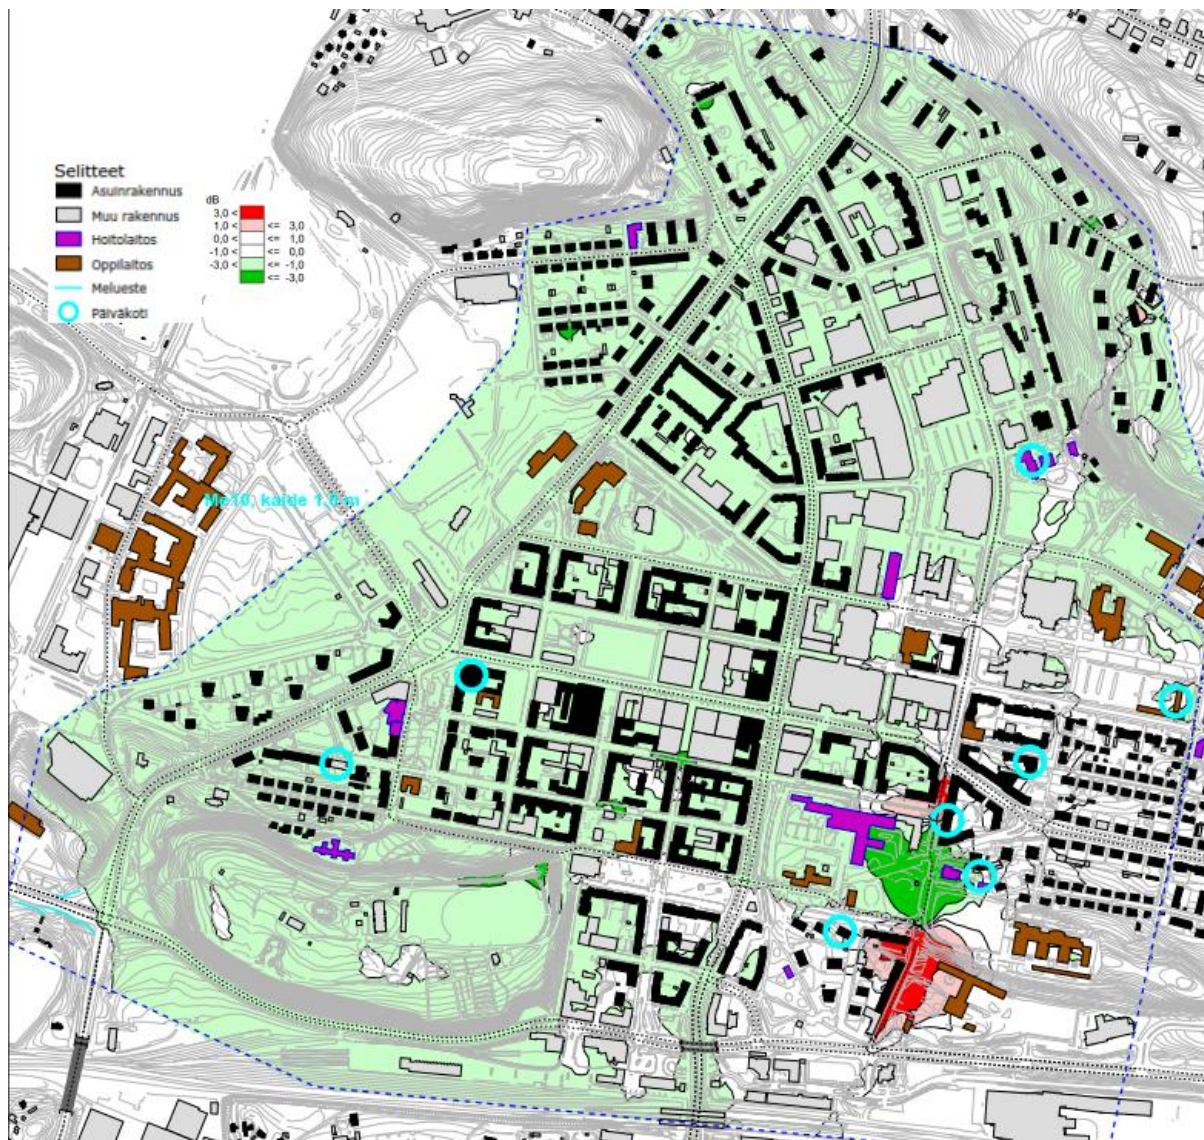 Selitteet
Asuinrakennus
Muu rakennus
Hoitolaitos
Oppilaitos
Melueste
Päiväkoti
dB
3,0 <
1,0 < <= 3,0
0,0 < <= 1,0
-1,0 < <= 0,0
-3,0 < <= -1,0
<= -3,0
Me10, kaide 1,0 m